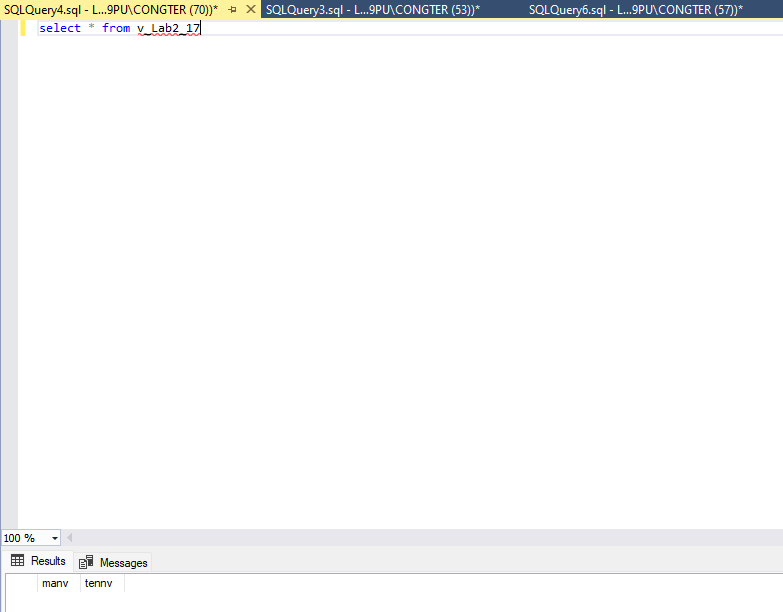 SQLQuery4.sql - L...9PU\CONGTER (70))* SQLQuery3.sql - L...9PU\CONGTER (53))* SQLQuery6.sql - L...9PU\CONGTER (57))*
select * from v_Lab2_17
100 %
Results Messages
manv tennv